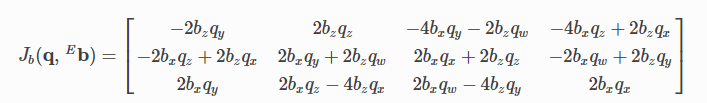 J_b(q, ^E b) = [ -2b_z q_y   2b_z q_z   -4b_x q_y - 2b_z q_w   -4b_x q_z + 2b_z q_x
-2b_x q_z + 2b_z q_x   2b_x q_y + 2b_z q_w   2b_x q_x + 2b_z q_z   -2b_x q_w + 2b_z q_y
2b_x q_y   2b_x q_z - 4b_z q_x   2b_x q_w - 4b_z q_y   2b_x q_x ]